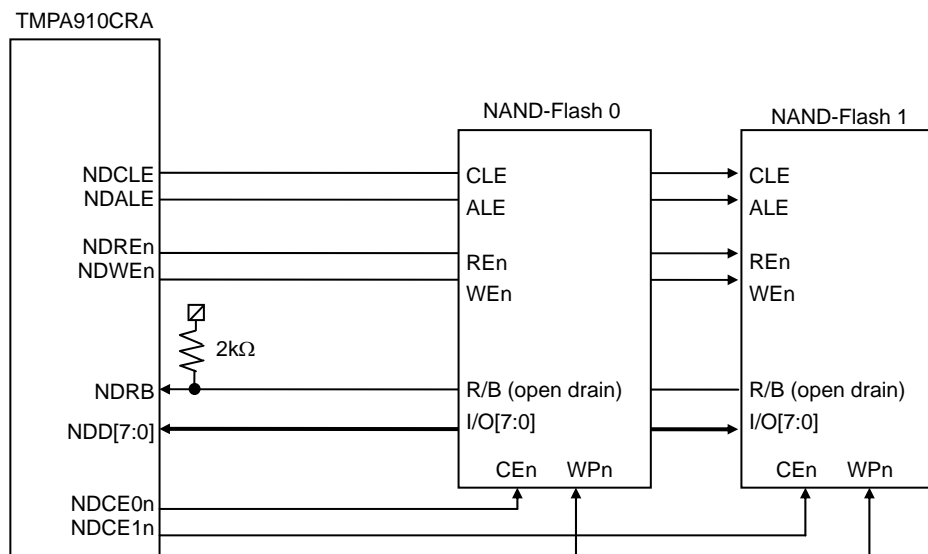 TMPA910CRA
NAND-Flash 0
NAND-Flash 1
NDCLE
CLE
CLE
NDALE
ALE
ALE
NDREn
REn
REn
NDWEn
WEn
WEn
2kΩ
NDRB
R/B (open drain)
R/B (open drain)
NDD[7:0]
I/O[7:0]
I/O[7:0]
CEn WPn
CEn WPn
NDCE0n
NDCE1n